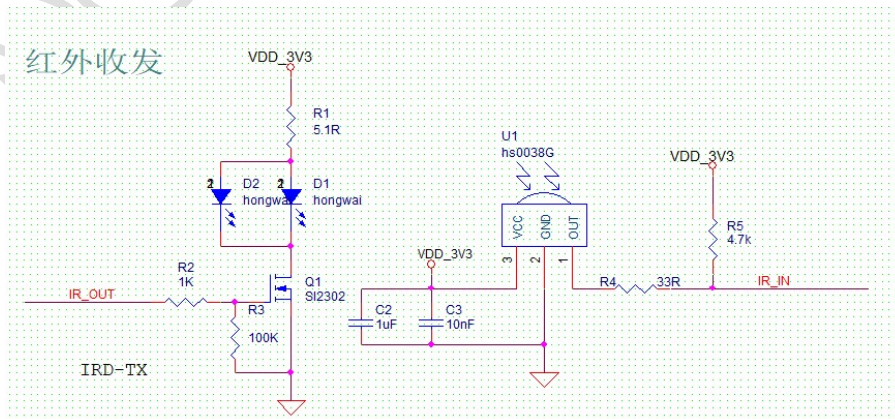 红外收发
VDD_3V3
R1
5.1R
D2
hongwai
D1
hongwai
2
2
R2
1K
IR_OUT
R3
100K
Q1
SI2302
IRD-TX
U1
hs0038G
VCC
GND
OUT
3
2
1
VDD_3V3
C2
1uF
C3
10nF
VDD_3V3
R5
4.7k
R4
33R
IR_IN